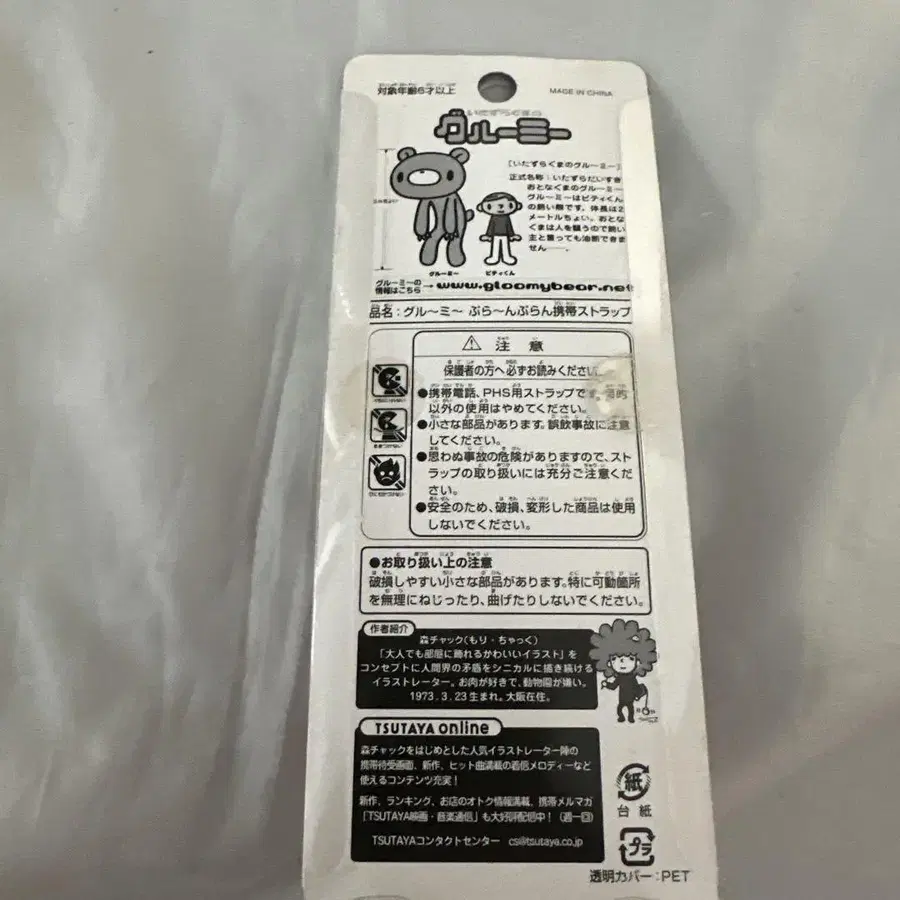 対象年齢6才以上
MADE IN CHINA
いたずらぐまの
グルーミー
[いたずらくまのグル〜ミー]
正式名称：いたずらだいすき
おとなくまのグルーミー
グルーミーはピティくん
の飼い熊です。体長は2
メートルちょい。おとな
くまは人を襲うので飼い
主と言っても油断できま
せん——。
グル〜ミ〜
ピティくん
グルーミーの
情報はこちら
→www.gloomybear.net
品名：グル〜ミ〜 ぶら〜んぶらん携帯ストラップ
⚠ 注意
保護者の方へ必ずお読みください。
●携帯電話、PHS用ストラップです。目的
以外の使用はやめてください。
●小さな部品があります。誤飲事故に注意
してください。
●思わぬ事故の危険がありますので、スト
ラップの取り扱いには充分ご注意くだ
さい。
●安全のため、破損、変形した商品は使用
しないでください。
●お取り扱い上の注意
破損しやすい小さな部品があります。特に可動箇所
を無理にねじったり、曲げたりしないでください。
作者紹介
森チャック(もり・ちゃっく)
「大人でも部屋に飾れるかわいいイラスト」を
コンセプトに人間界の矛盾をシニカルに描き続ける
イラストレーター。お肉が好きで、動物園が嫌い。
1973.3.23生まれ。大阪在住。
TSUTAYA online
森チャックをはじめとした人気イラストレーター陣の
携帯待受画面、新作、ヒット曲満載の着信メロディーなど
使えるコンテンツ充実！
新作、ランキング、お店のオトク情報満載、携帯メルマガ
「TSUTAYA映画・音楽通信」も大好評配信中！（週一回）
TSUTAYAコンタクトセンター cs@tsutaya.co.jp
紙
台紙
プラ
透明カバー：PET